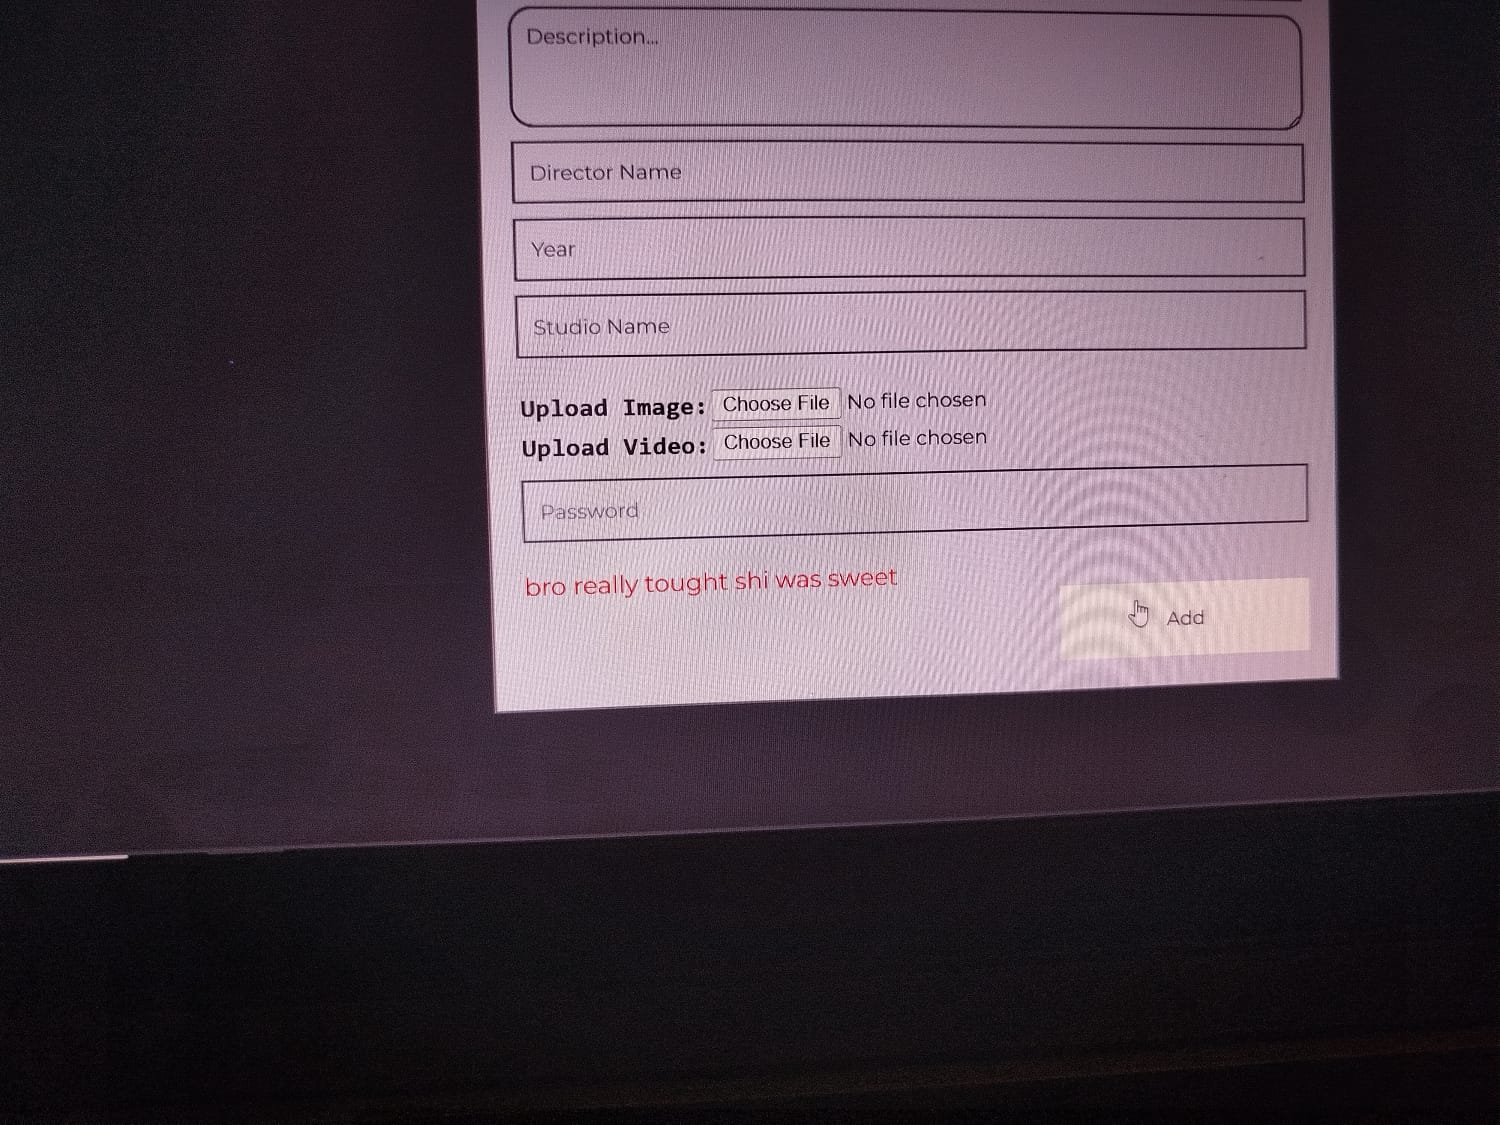 Description...
Director Name
Year
Studio Name
Upload Image: Choose File No file chosen
Upload Video: Choose File No file chosen
Password
bro really tought shi was sweet
Add